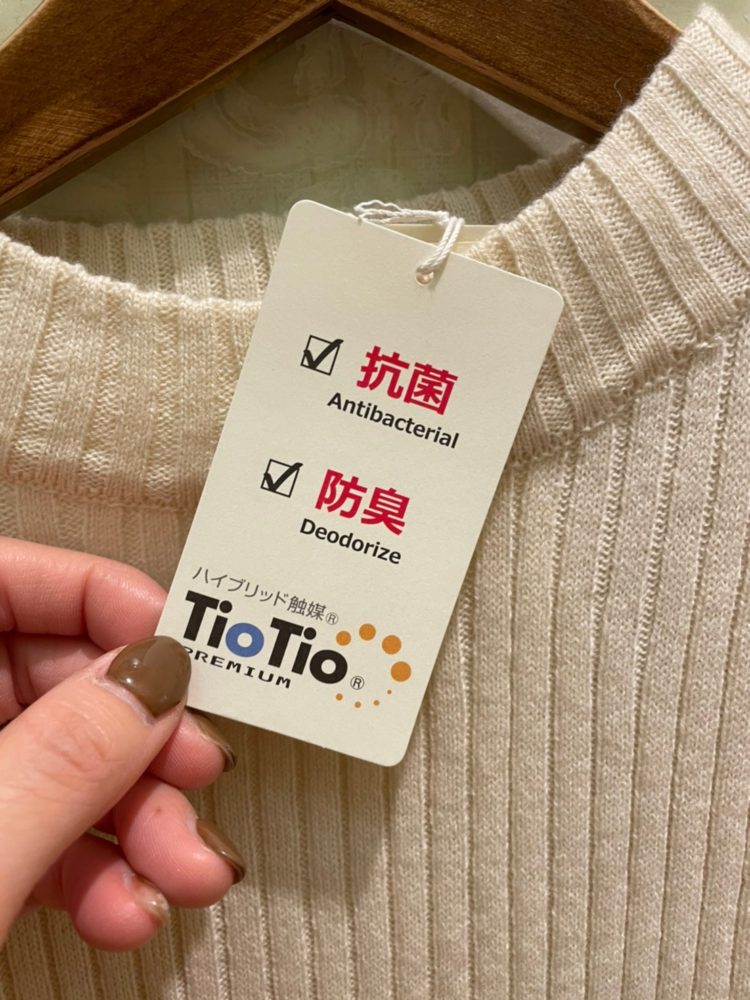 抗菌
Antibacterial
防臭
Deodorize
ハイブリッド触媒®
TioTio
PREMIUM ®